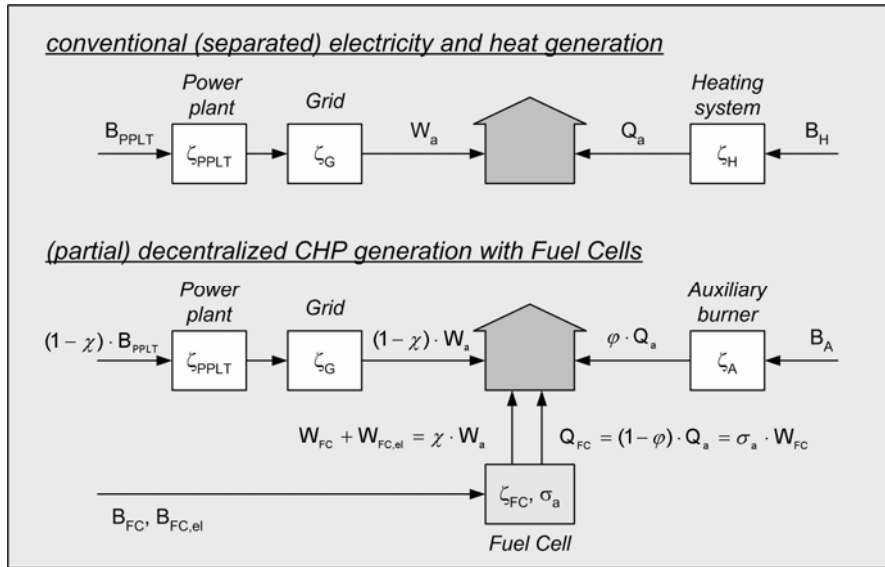 conventional (separated) electricity and heat generation
Power plant
Grid
Heating system
B_PPLT
ζ_PPLT
ζ_G
W_a
Q_a
ζ_H
B_H
(partial) decentralized CHP generation with Fuel Cells
Power plant
Grid
Auxiliary burner
(1 − χ) · B_PPLT
ζ_PPLT
ζ_G
(1 − χ) · W_a
φ · Q_a
ζ_A
B_A
W_FC + W_FC,el = χ · W_a
Q_FC = (1−φ) · Q_a = σ_a · W_FC
B_FC, B_FC,el
ζ_FC, σ_a
Fuel Cell